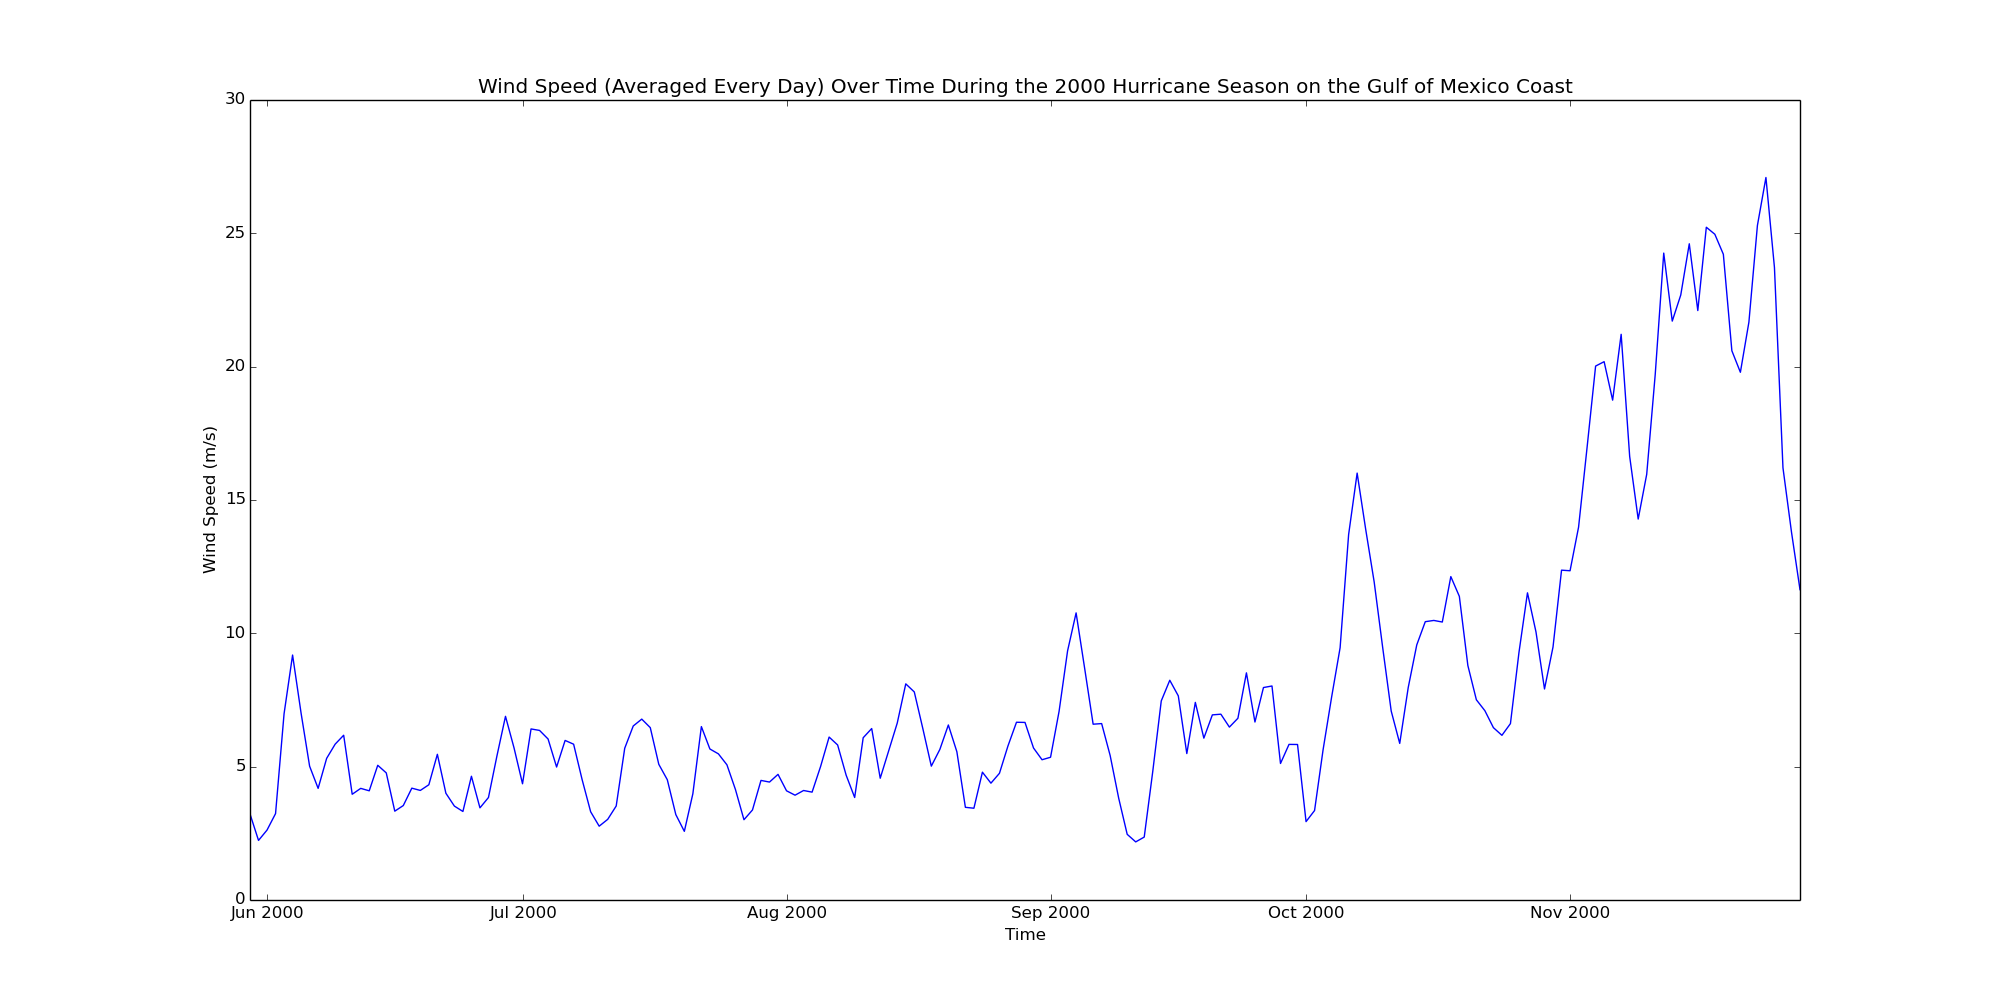 Wind Speed (Averaged Every Day) Over Time During the 2000 Hurricane Season on the Gulf of Mexico Coast
30
25
20
15
10
5
0
Wind Speed (m/s)
Jun 2000 Jul 2000 Aug 2000 Sep 2000 Oct 2000 Nov 2000
Time